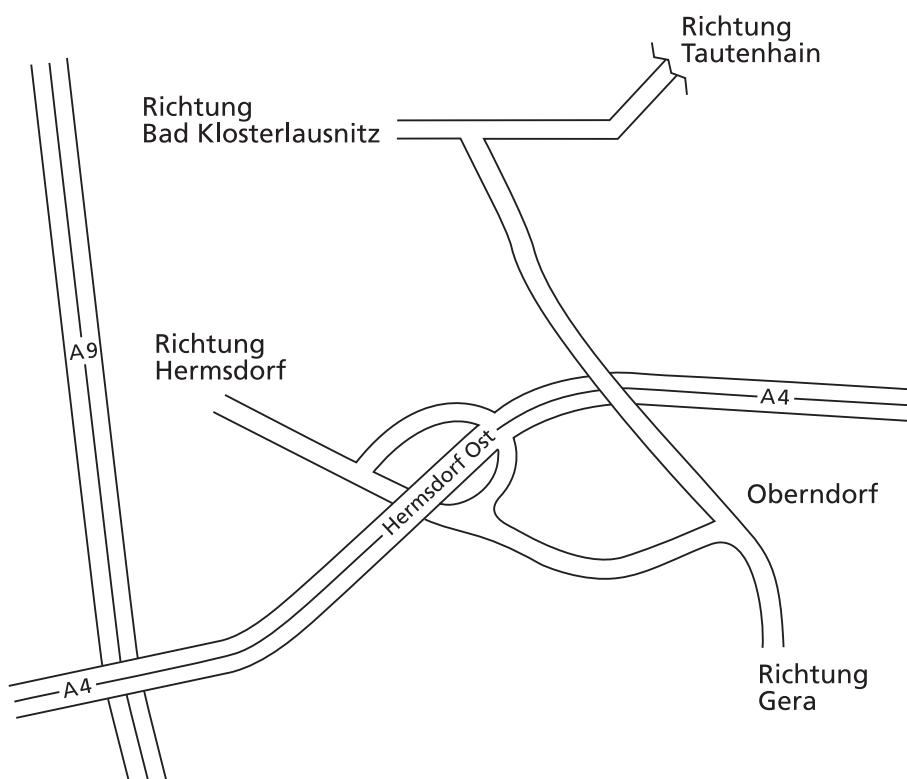 Richtung
Tautenhain
Richtung
Bad Klosterlausnitz
Richtung
Hermsdorf
A9
A4
Hermsdorf Ost
Oberndorf
Richtung
Gera
A4